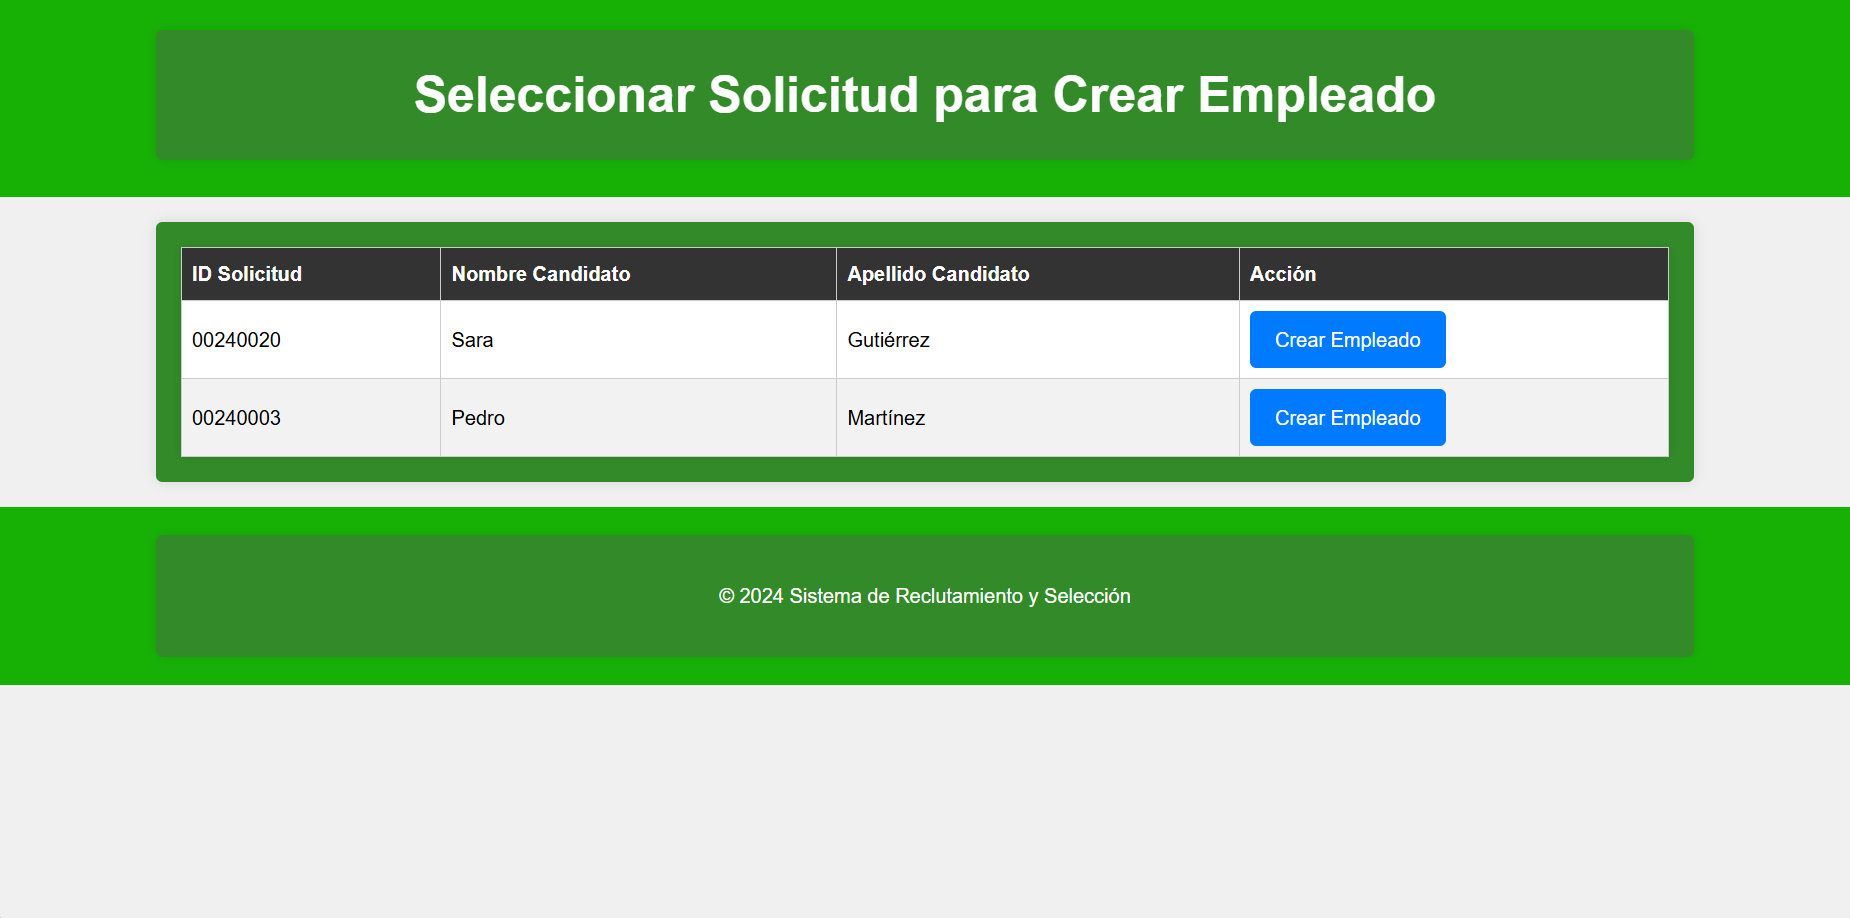 Seleccionar Solicitud para Crear Empleado
ID Solicitud Nombre Candidato Apellido Candidato Acción
00240020 Sara Gutiérrez Crear Empleado
00240003 Pedro Martínez Crear Empleado
© 2024 Sistema de Reclutamiento y Selección